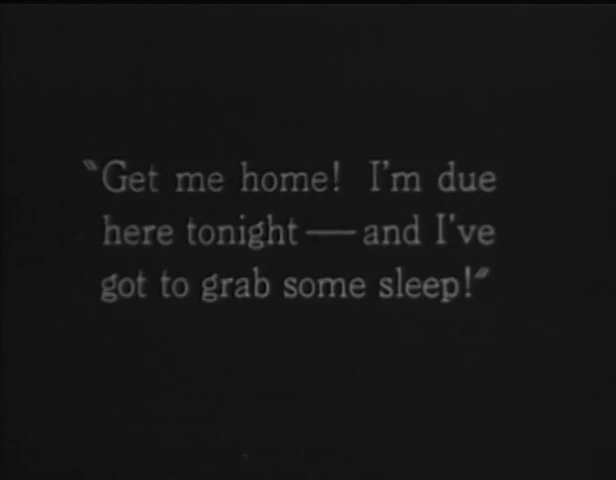 "Get me home! I'm due
here tonight — and I've
got to grab some sleep!"